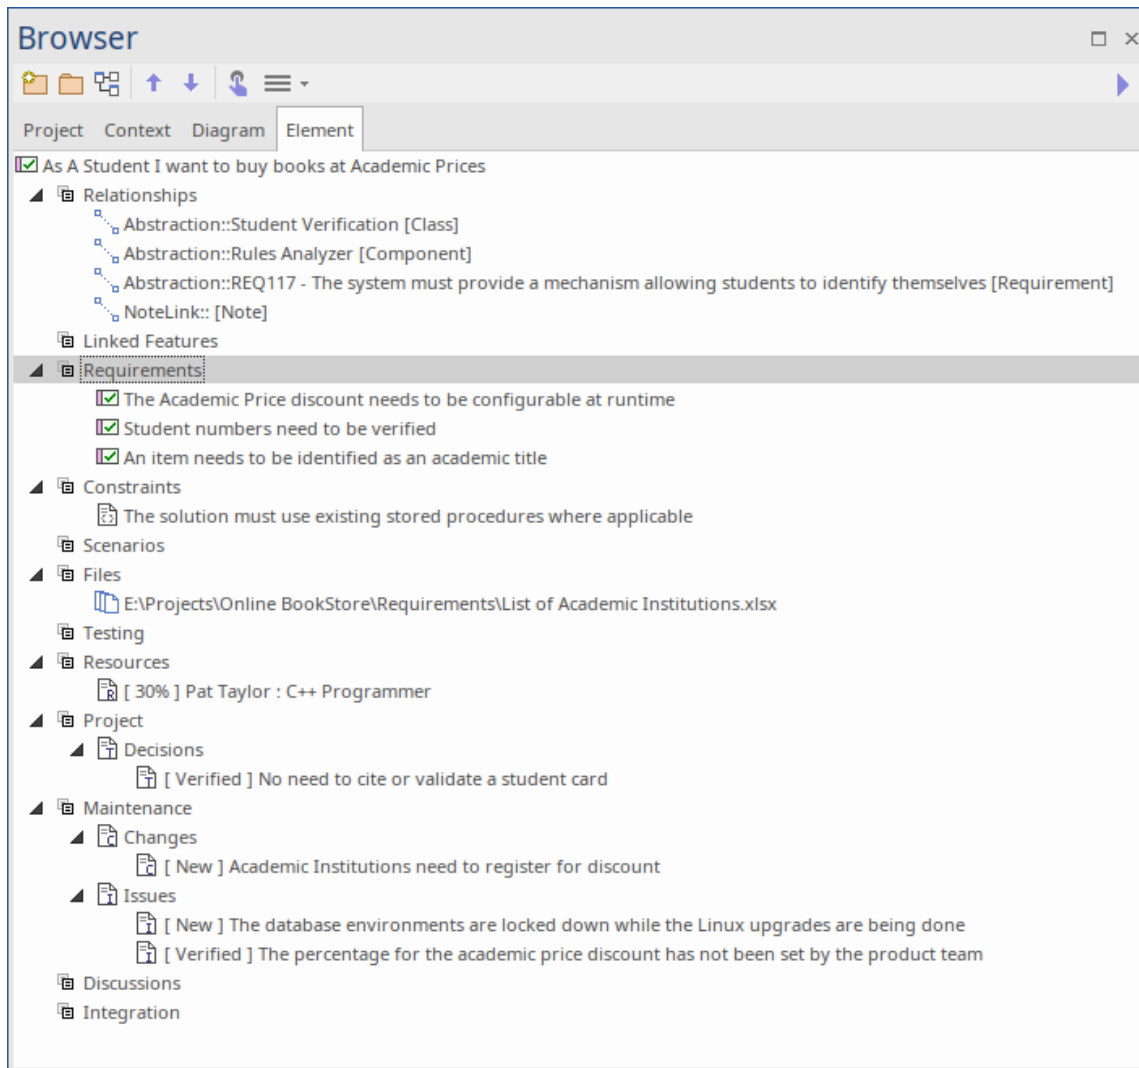 Browser
Project Context Diagram Element
As A Student I want to buy books at Academic Prices
Relationships
Abstraction::Student Verification [Class]
Abstraction::Rules Analyzer [Component]
Abstraction::REQ117 - The system must provide a mechanism allowing students to identify themselves [Requirement]
NoteLink:: [Note]
Linked Features
Requirements
The Academic Price discount needs to be configurable at runtime
Student numbers need to be verified
An item needs to be identified as an academic title
Constraints
The solution must use existing stored procedures where applicable
Scenarios
Files
E:\Projects\Online BookStore\Requirements\List of Academic Institutions.xlsx
Testing
Resources
[ 30% ] Pat Taylor : C++ Programmer
Project
Decisions
[ Verified ] No need to cite or validate a student card
Maintenance
Changes
[ New ] Academic Institutions need to register for discount
Issues
[ New ] The database environments are locked down while the Linux upgrades are being done
[ Verified ] The percentage for the academic price discount has not been set by the product team
Discussions
Integration